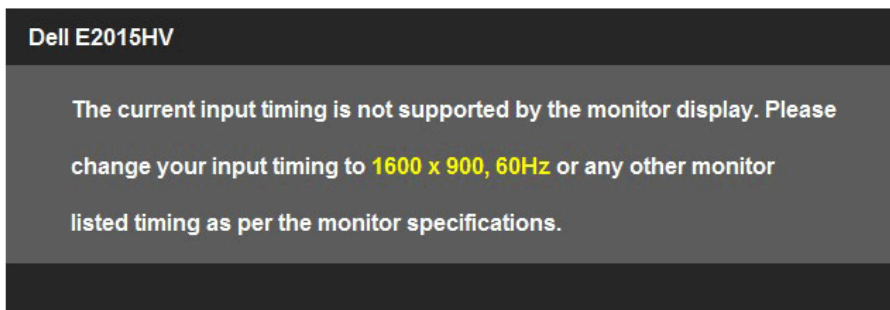 Dell E2015HV
The current input timing is not supported by the monitor display. Please
change your input timing to 1600 x 900, 60Hz or any other monitor
listed timing as per the monitor specifications.